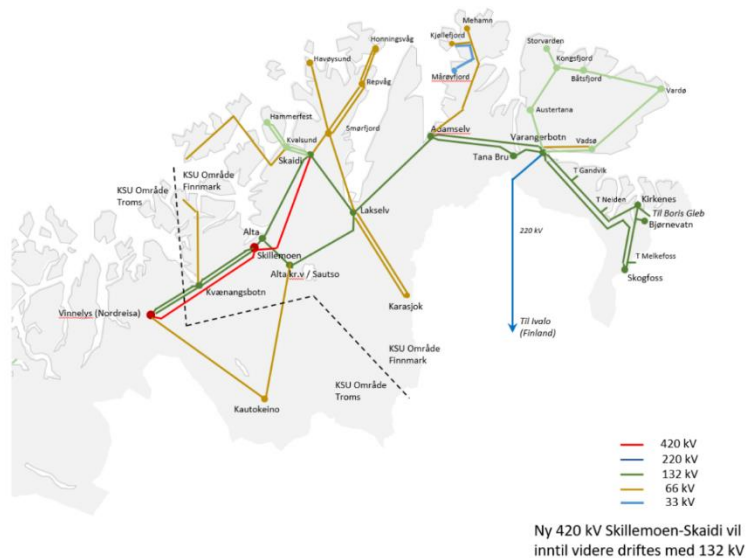 Mehamn
Kjøllefjord
Mårøyfjord
Honningsvåg
Havøysund
Repvåg
Storvarden
Kongsfjord
Båtsfjord
Vardø
Austertana
Vadsø
Hammerfest
Kvalsund
Smørfjord
Skaidi
Adamselv
Varangerbotn
Tana Bru
T Gandvik
KSU Område
Troms
KSU Område
Finnmark
Lakselv
T Neiden
Kirkenes
Til Boris Gleb
Bjørnevatn
220 kV
Alta
Skillemoen
Alta kr.v / Sautso
T Melkefoss
Skogfoss
Kvænangsbotn
Karasjok
Vinnelys (Nordreisa)
Til Ivalo
(Finland)
KSU Område
Finnmark
KSU Område
Troms
Kautokeino
420 kV
220 kV
132 kV
66 kV
33 kV
Ny 420 kV Skillemoen-Skaidi vil
inntil videre driftes med 132 kV